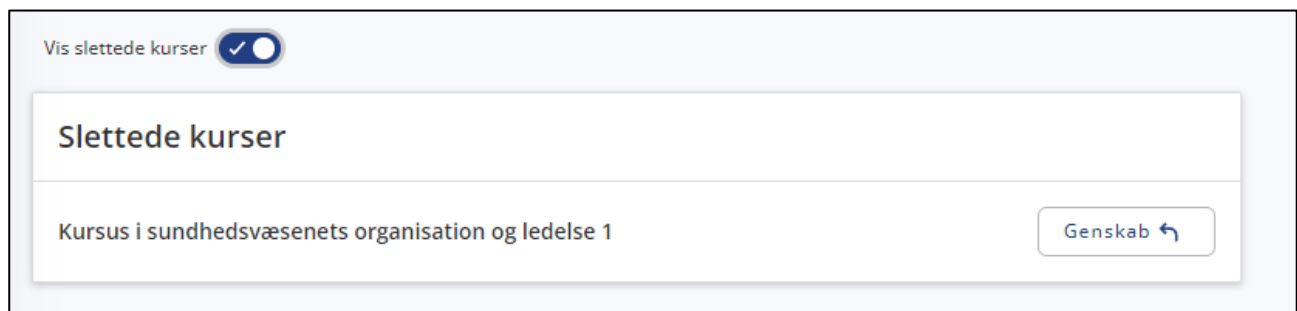 Vis slettede kurser
Slettede kurser
Kursus i sundhedsvæsenets organisation og ledelse 1
Genskab